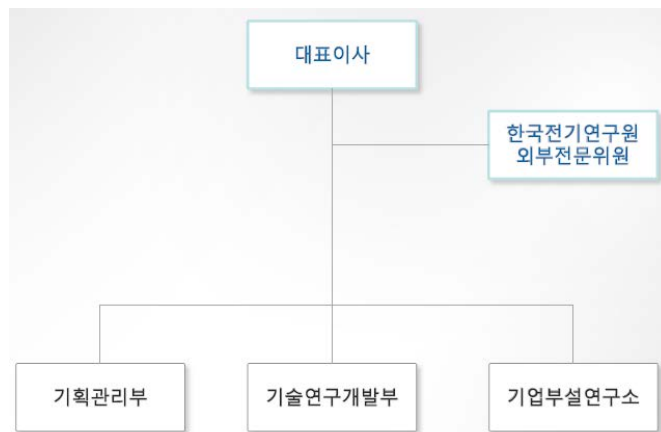 대표이사
한국전기연구원
외부전문위원
기획관리부
기술연구개발부
기업부설연구소